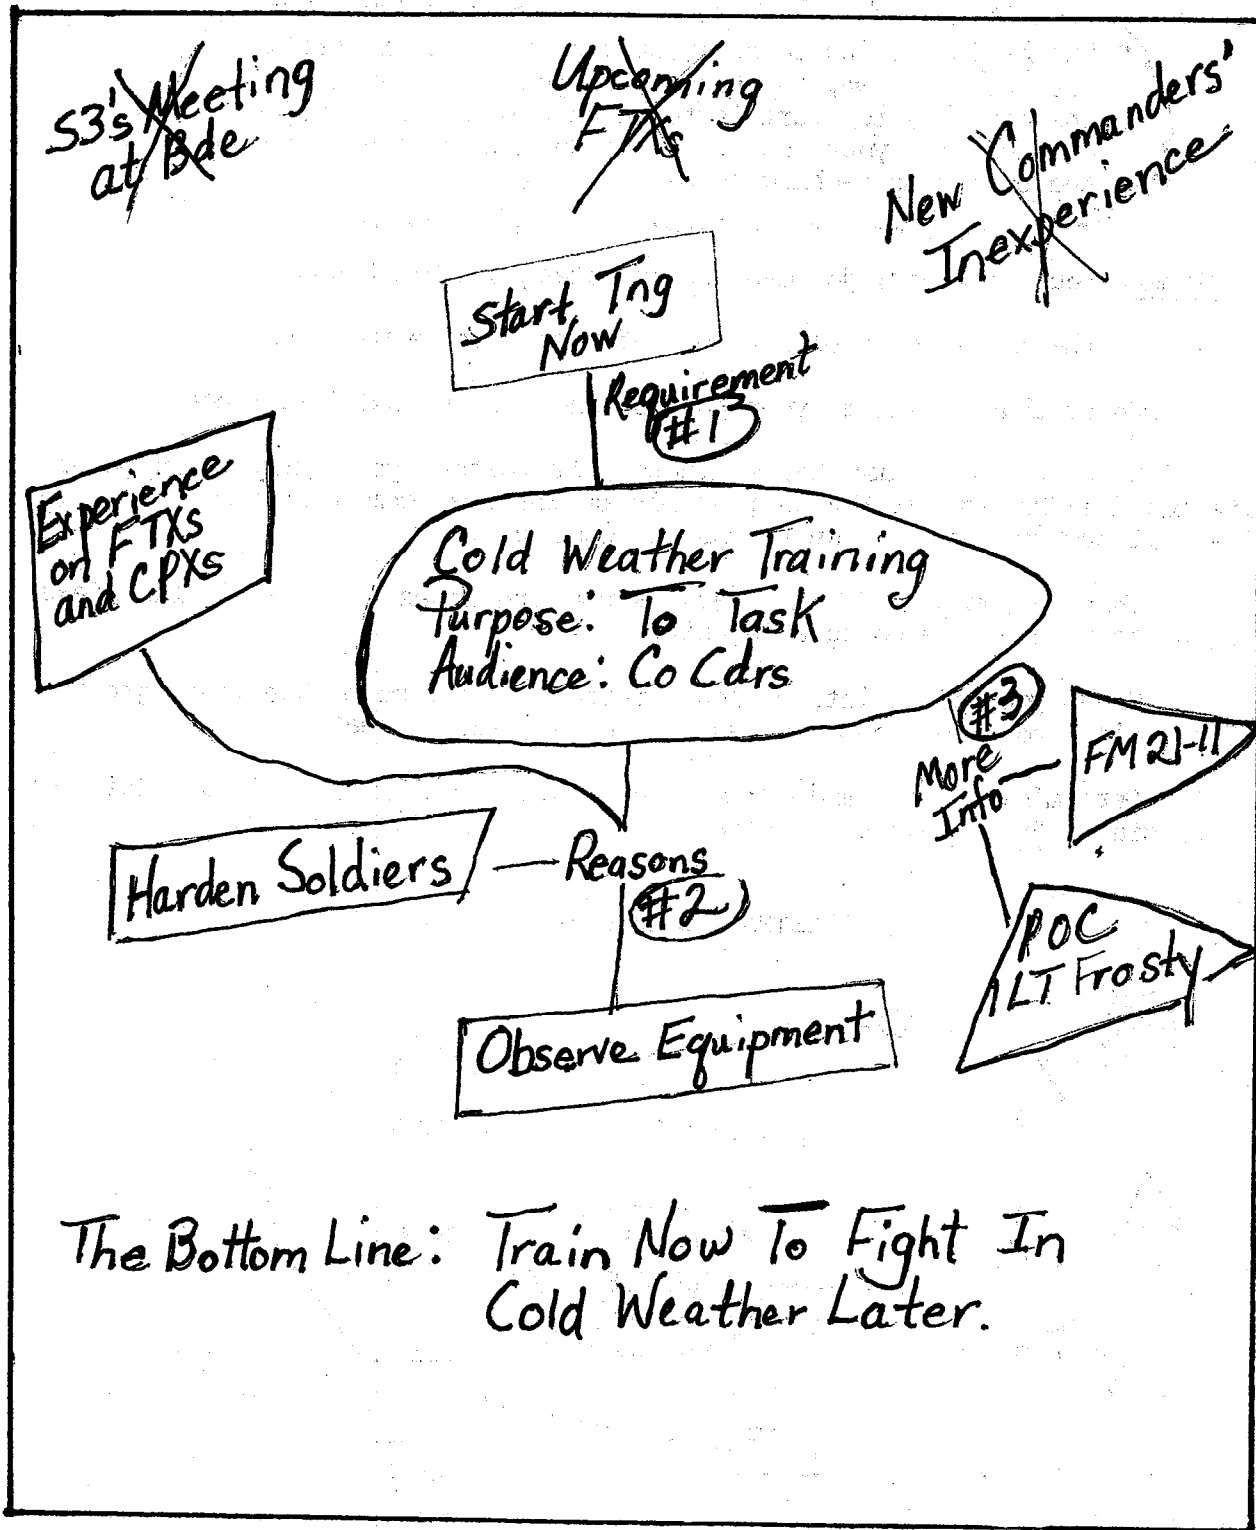 S3's Meeting
at Bde
Upcoming
FTXs
New Commanders'
Inexperience
Start Tng
Now
Requirement
#1
Experience
on FTXs
and CPXs
Cold Weather Training
Purpose: To Task
Audience: Co Cdrs
#3
More
Info
FM 21-11
Harden Soldiers
Reasons
#2
POC
1LT Frosty
Observe Equipment
The Bottom Line: Train Now To Fight In
Cold Weather Later.